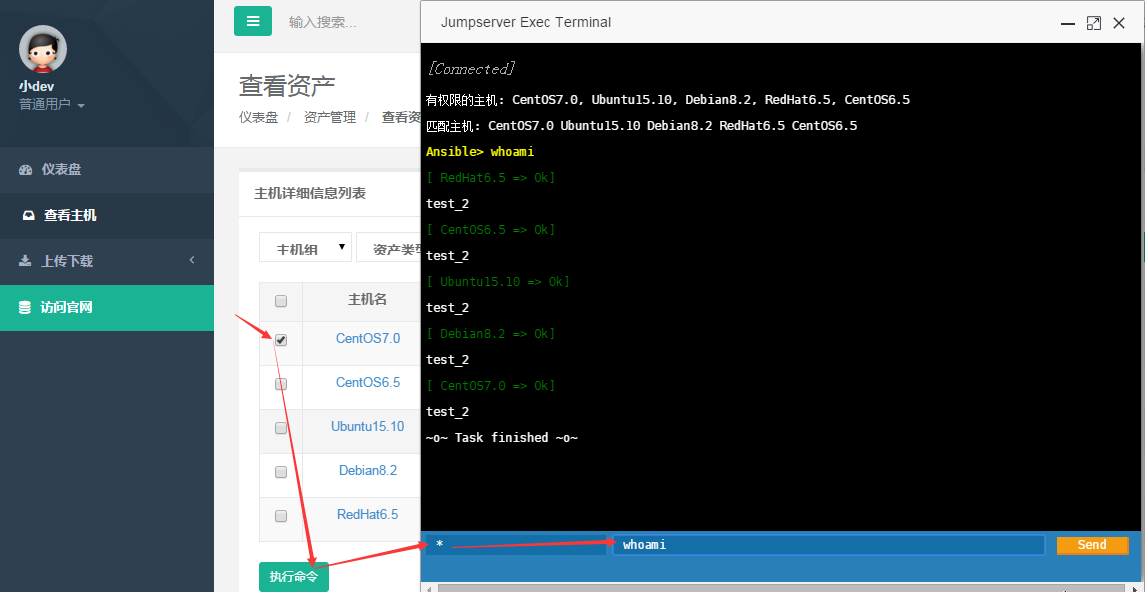 小dev
普通用户
仪表盘
查看主机
上传下载
访问官网
输入搜索...
查看资产
仪表盘 / 资产管理 / 查看资
主机详细信息列表
主机组
资产类型
主机名
CentOS7.0
CentOS6.5
Ubuntu15.10
Debian8.2
RedHat6.5
执行命令
Jumpserver Exec Terminal
[Connected]
有权限的主机: CentOS7.0, Ubuntu15.10, Debian8.2, RedHat6.5, CentOS6.5
匹配主机: CentOS7.0 Ubuntu15.10 Debian8.2 RedHat6.5 CentOS6.5
Ansible> whoami
[ RedHat6.5 => Ok]
test_2
[ CentOS6.5 => Ok]
test_2
[ Ubuntu15.10 => Ok]
test_2
[ Debian8.2 => Ok]
test_2
[ CentOS7.0 => Ok]
test_2
~o~ Task finished ~o~
* whoami Send